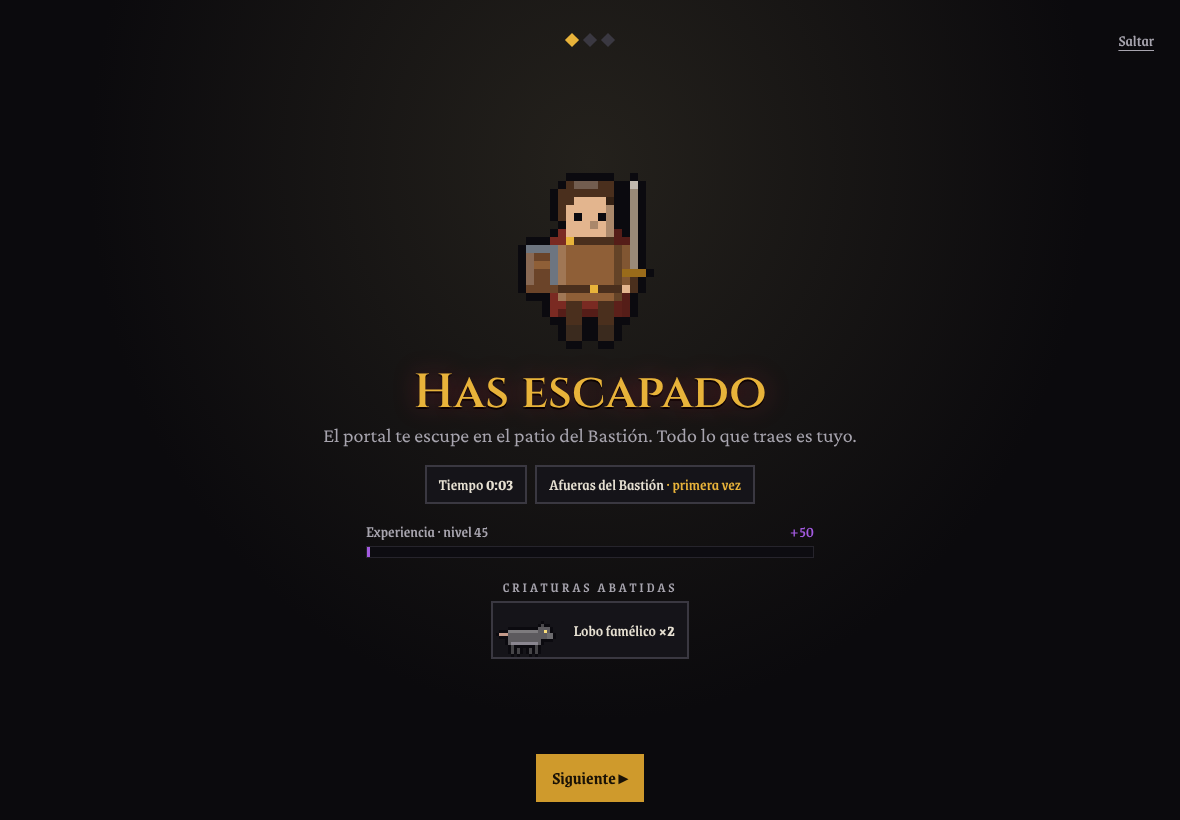 Saltar
Has escapado
El portal te escupe en el patio del Bastión. Todo lo que traes es tuyo.
Tiempo 0:03
Afueras del Bastión · primera vez
Experiencia · nivel 45
+50
CRIATURAS ABATIDAS
Lobo famélico ×2
Siguiente ▶